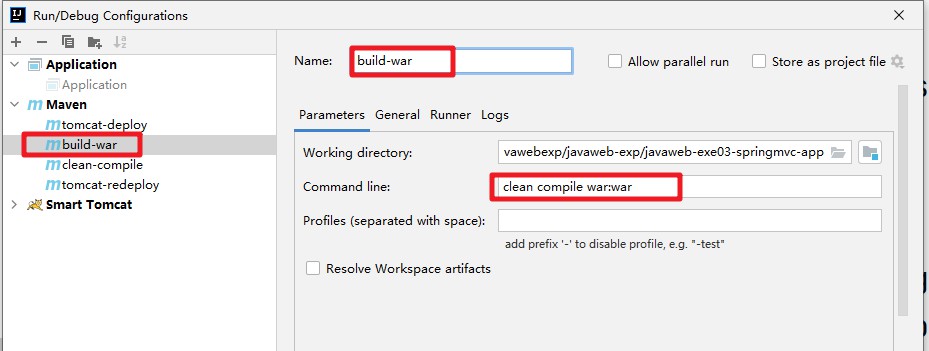 Run/Debug Configurations
Application
Application
Maven
tomcat-deploy
build-war
clean-compile
tomcat-redeploy
Smart Tomcat
Name: build-war Allow parallel run Store as project file
Parameters General Runner Logs
Working directory: vawebexp/javaweb-exp/javaweb-exe03-springmvc-app
Command line: clean compile war:war
Profiles (separated with space):
add prefix '-' to disable profile, e.g. "-test"
Resolve Workspace artifacts